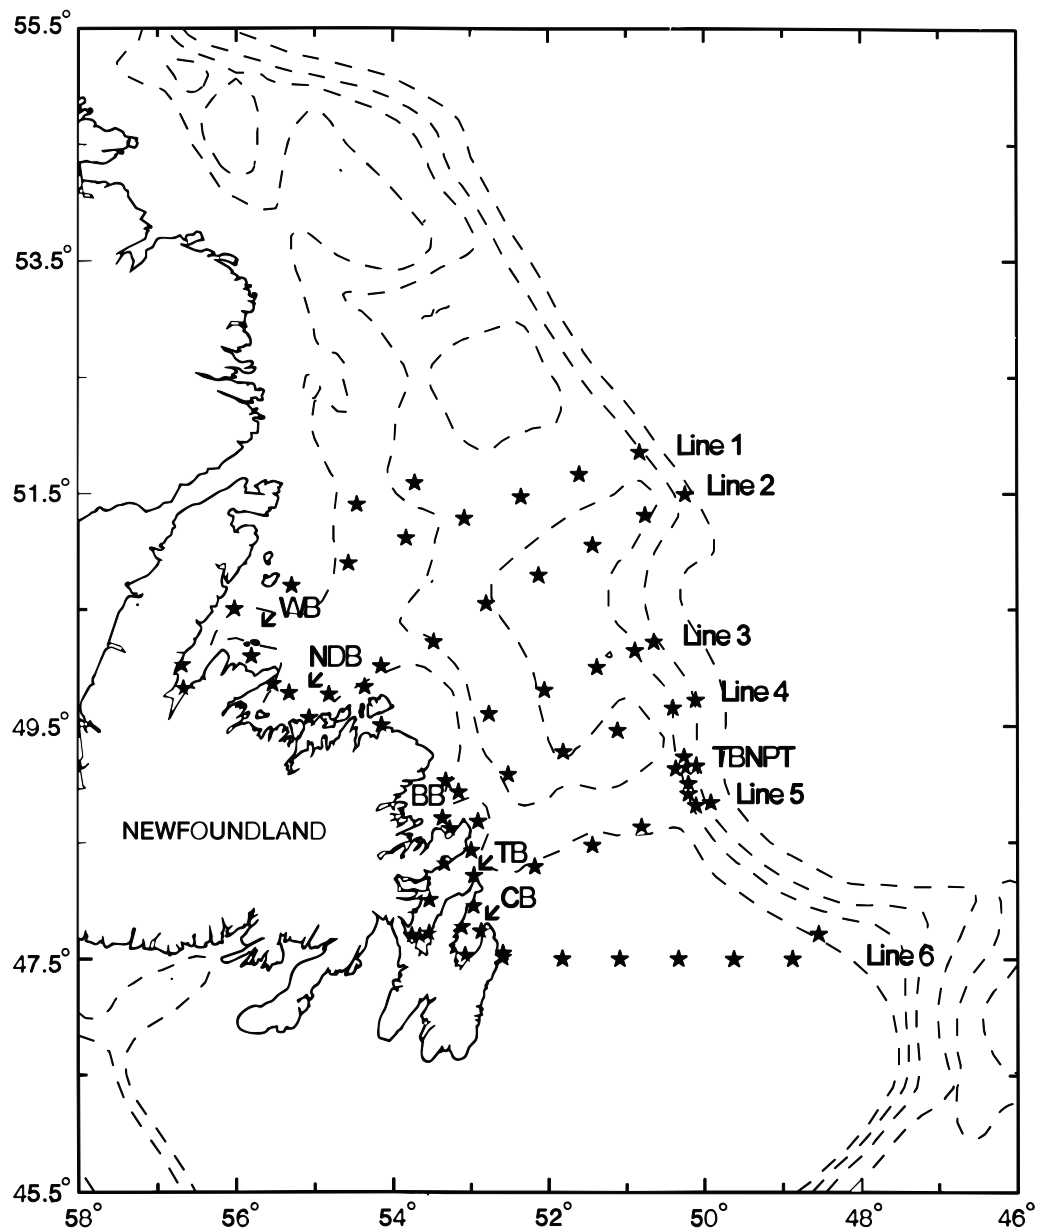 55.5°
53.5°
Line 1
51.5°
Line 2
WB
Line 3
NDB
Line 4
49.5°
TBNPT
BB
Line 5
NEWFOUNDLAND
TB
CB
47.5°
Line 6
45.5°
58° 56° 54° 52° 50° 48° 46°